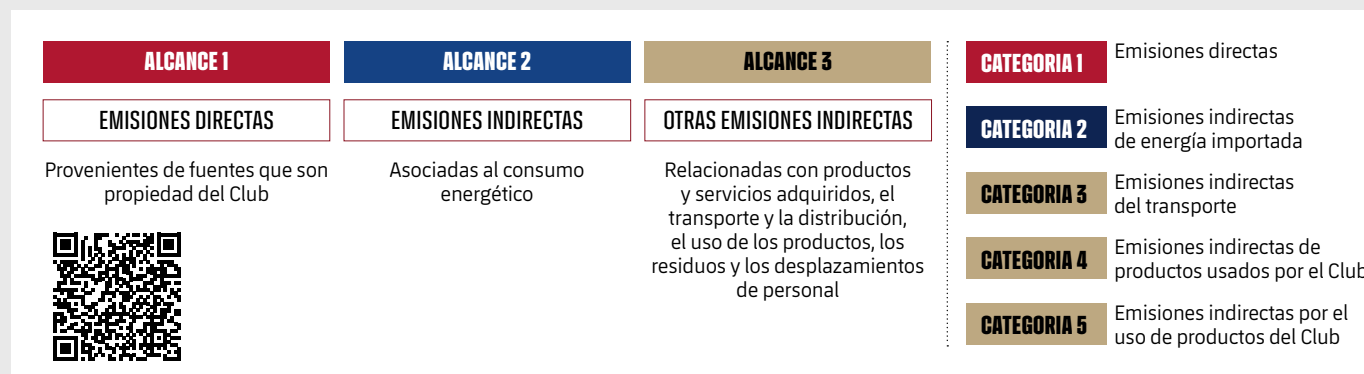 ALCANCE 1
EMISIONES DIRECTAS
Provenientes de fuentes que son
propiedad del Club
ALCANCE 2
EMISIONES INDIRECTAS
Asociadas al consumo
energético
ALCANCE 3
OTRAS EMISIONES INDIRECTAS
Relacionadas con productos
y servicios adquiridos, el
transporte y la distribución,
el uso de los productos, los
residuos y los desplazamientos
de personal
CATEGORIA 1
Emisiones directas
CATEGORIA 2
Emisiones indirectas
de energía importada
CATEGORIA 3
Emisiones indirectas
del transporte
CATEGORIA 4
Emisiones indirectas de
productos usados por el Club
CATEGORIA 5
Emisiones indirectas por el
uso de productos del Club